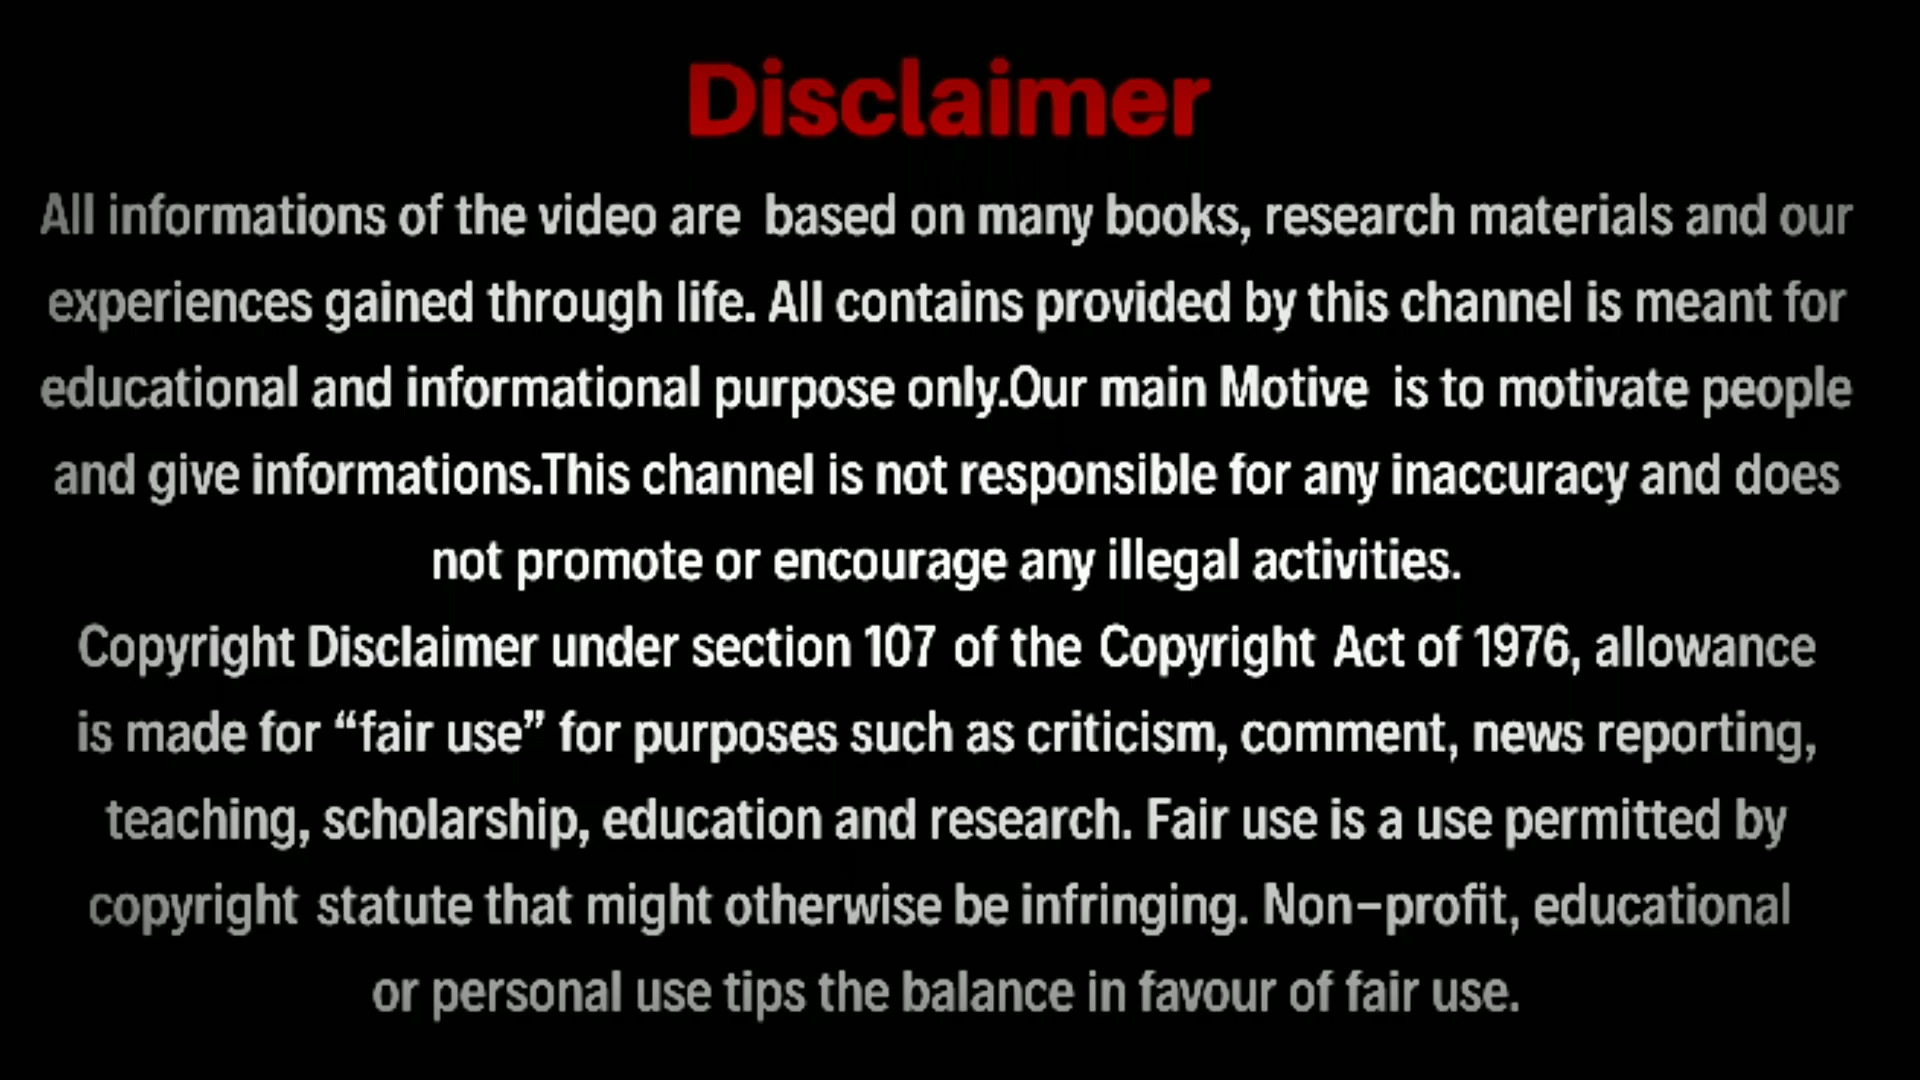 Disclaimer
All informations of the video are based on many books, research materials and our
experiences gained through life. All contains provided by this channel is meant for
educational and informational purpose only.Our main Motive is to motivate people
and give informations.This channel is not responsible for any inaccuracy and does
not promote or encourage any illegal activities.
Copyright Disclaimer under section 107 of the Copyright Act of 1976, allowance
is made for “fair use” for purposes such as criticism, comment, news reporting,
teaching, scholarship, education and research. Fair use is a use permitted by
copyright statute that might otherwise be infringing. Non–profit, educational
or personal use tips the balance in favour of fair use.